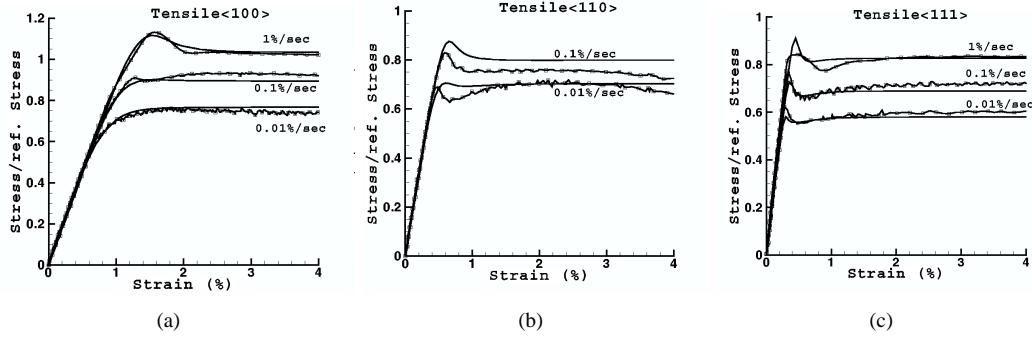 Tensile<100>
1.2
1
0.8
0.6
0.4
0.2
0
0 1 2 3 4
Stress/ref. Stress
Strain (%)
1%/sec
0.1%/sec
0.01%/sec
(a)
Tensile<110>
1
0.8
0.6
0.4
0.2
0
0 1 2 3 4
Stress/ref. Stress
Strain (%)
0.1%/sec
0.01%/sec
(b)
Tensile<111>
1
0.8
0.6
0.4
0.2
0
0 1 2 3 4
Stress/ref. Stress
Strain (%)
1%/sec
0.1%/sec
0.01%/sec
(c)